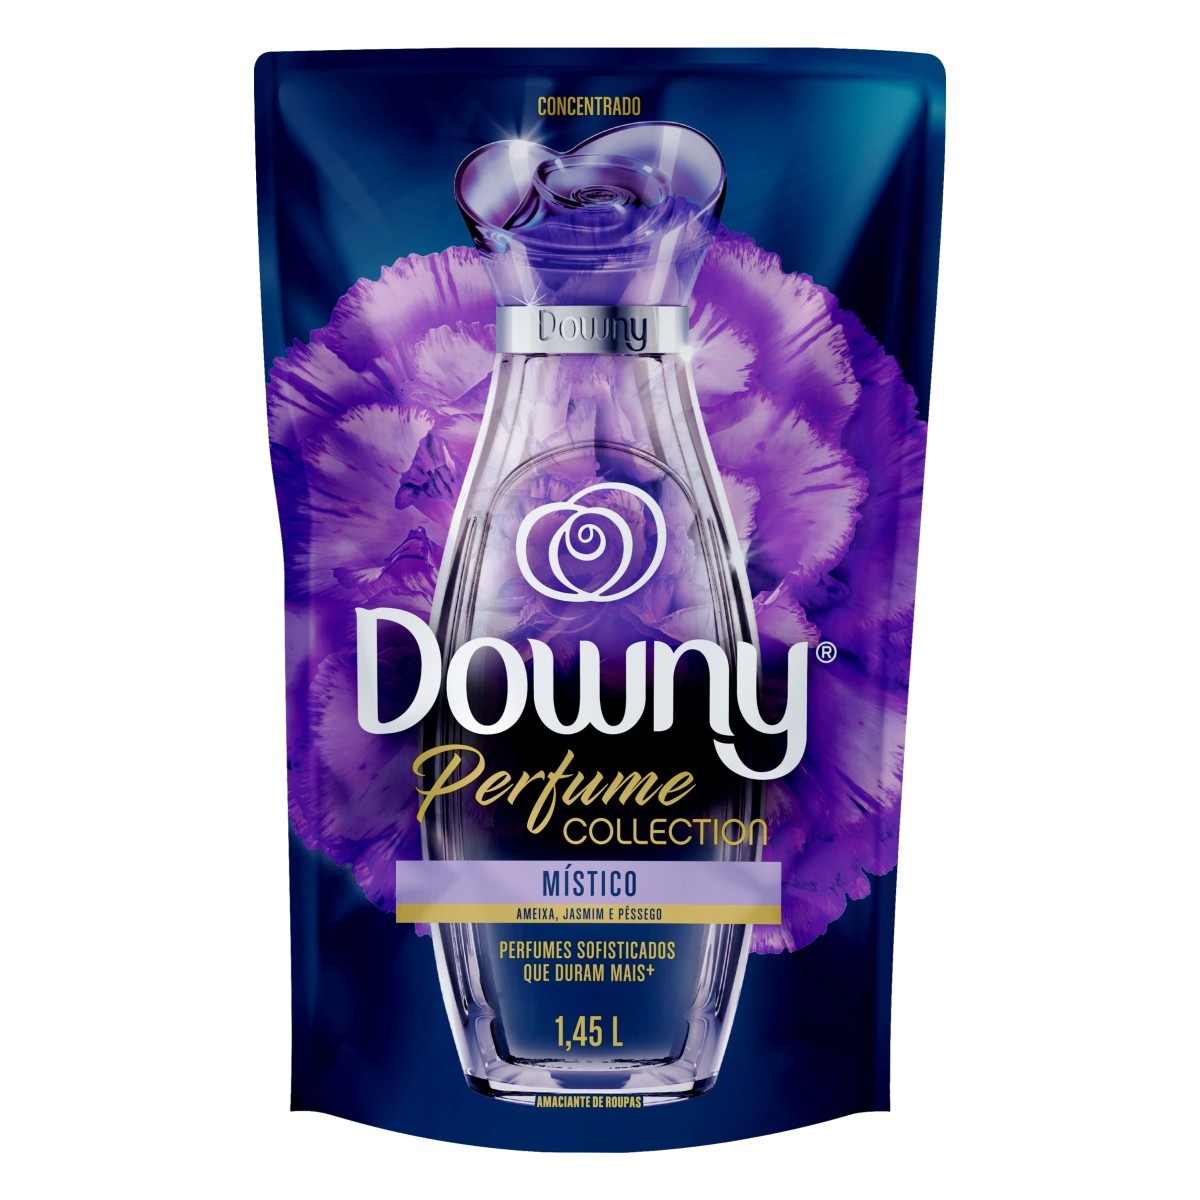 CONCENTRADO
Downy
Downy®
Perfume
COLLECTION
MÍSTICO
AMEIXA, JASMIM E PÊSSEGO
PERFUMES SOFISTICADOS
QUE DURAM MAIS+
1,45 L
AMACIANTE DE ROUPAS